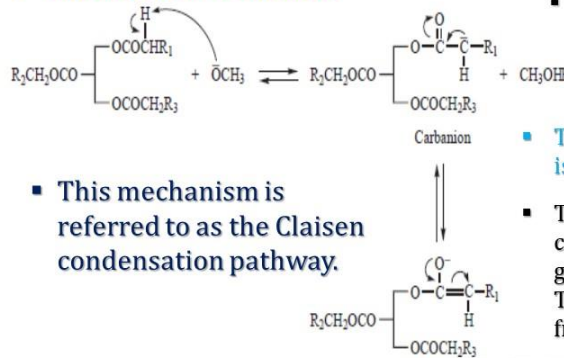 H
OCOCHR₁
R₂CH₂OCO
OCOCH₂R₃
+ ŌCH₃
O
O–C–C̄–R₁
H
R₂CH₂OCO
OCOCH₂R₃
+ CH₃OH
Carbanion
▪ This mechanism is
referred to as the Claisen
condensation pathway.
O⁻
O–C=C–R₁
H
R₂CH₂OCO
OCOCH₂R₃